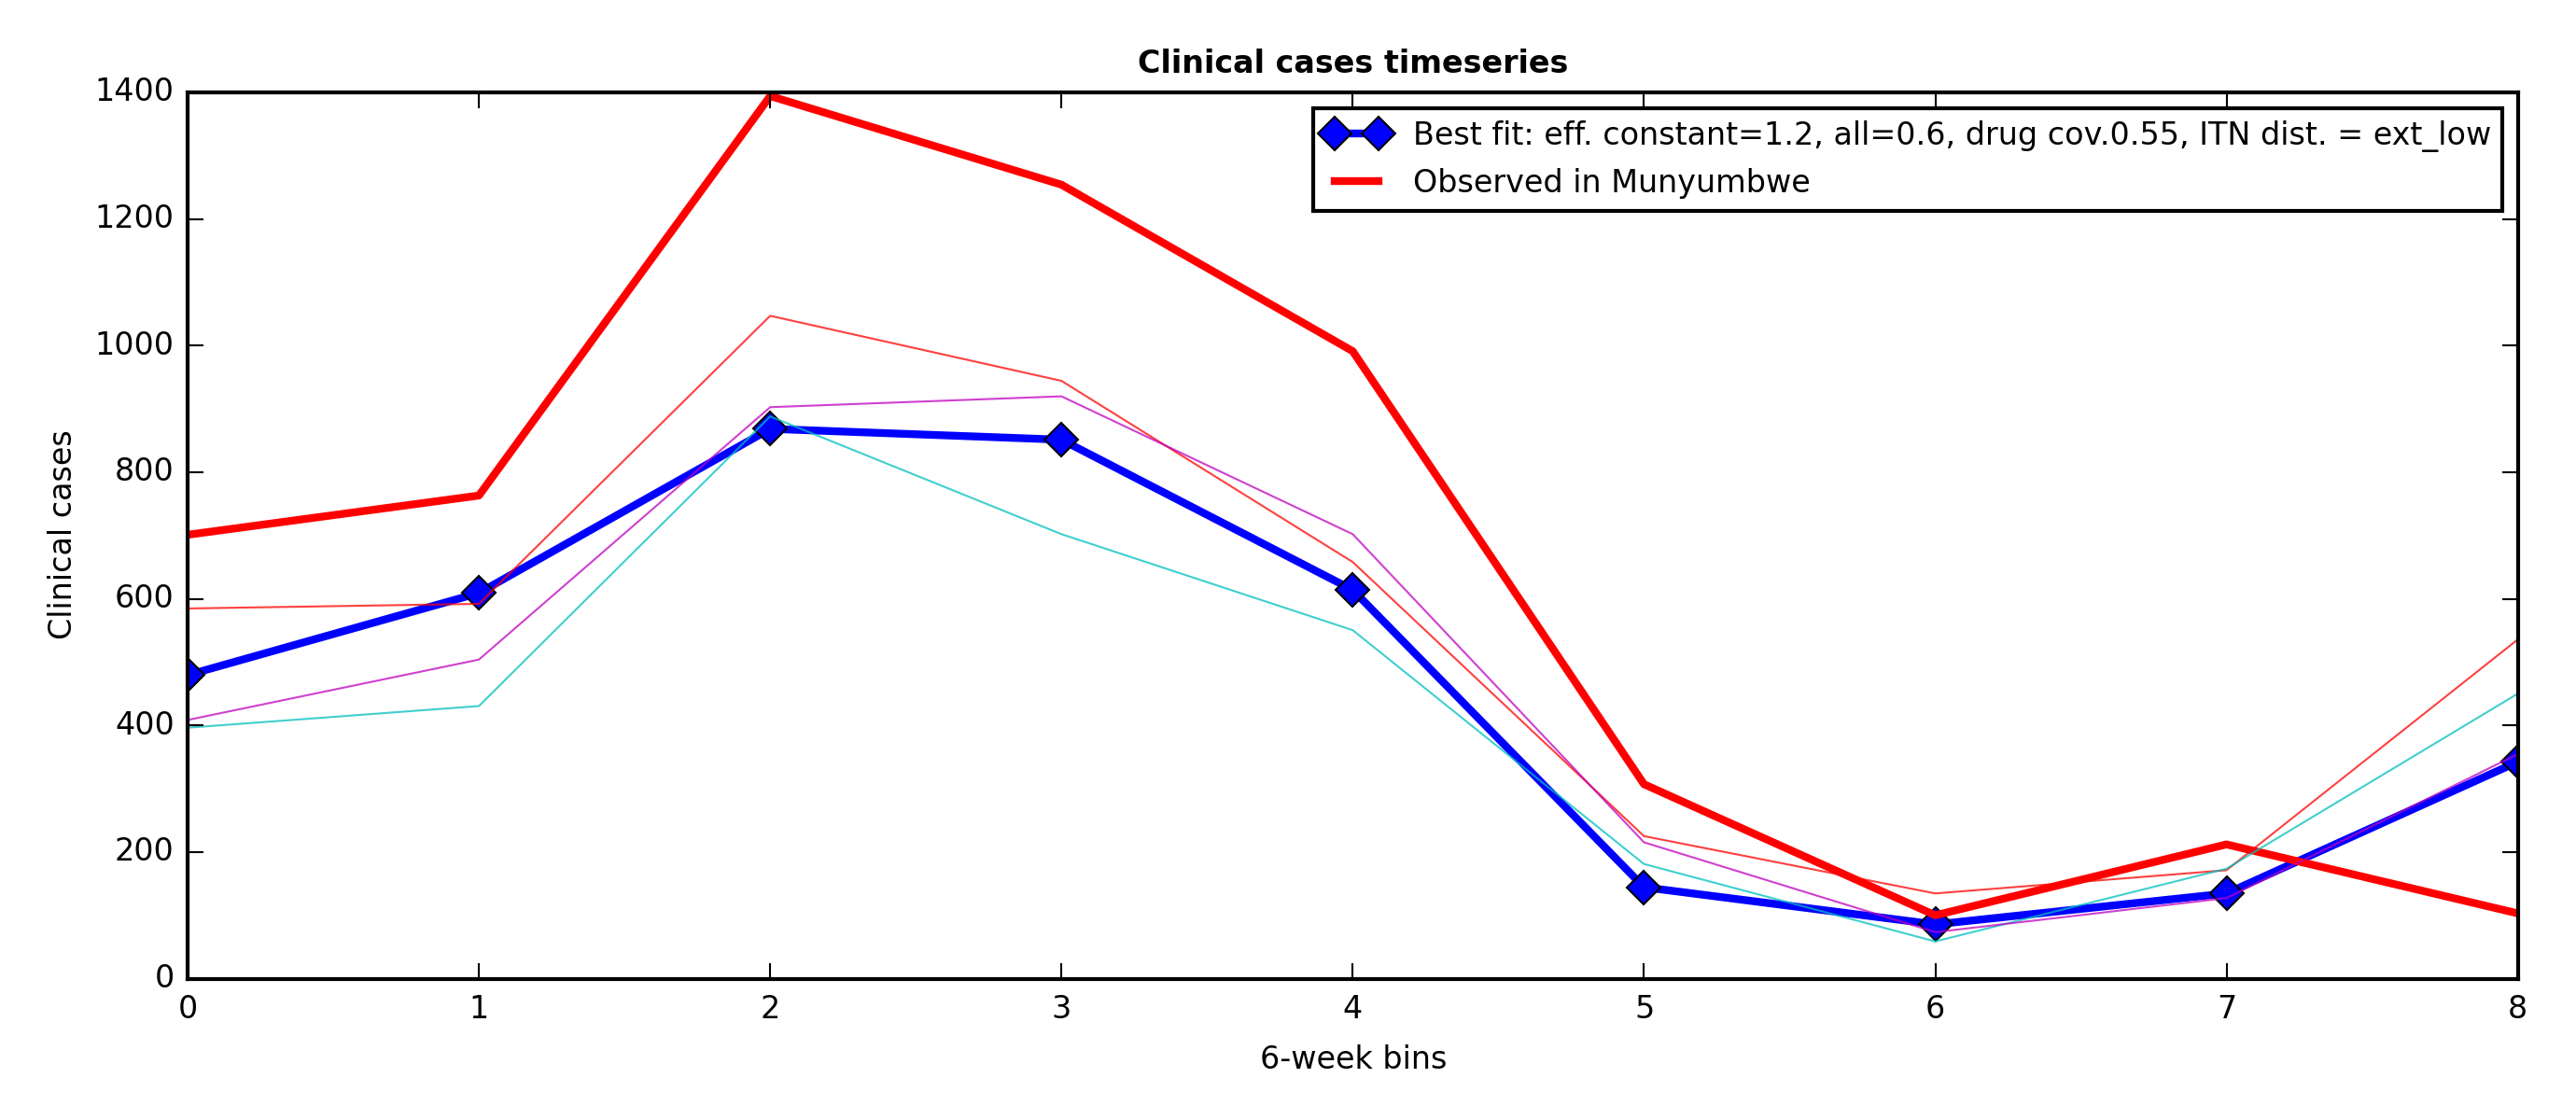 Clinical cases timeseries
1400
1200
1000
800
600
400
200
0
Clinical cases
Best fit: eff. constant=1.2, all=0.6, drug cov.0.55, ITN dist. = ext_low
Observed in Munyumbwe
0 1 2 3 4 5 6 7 8
6-week bins